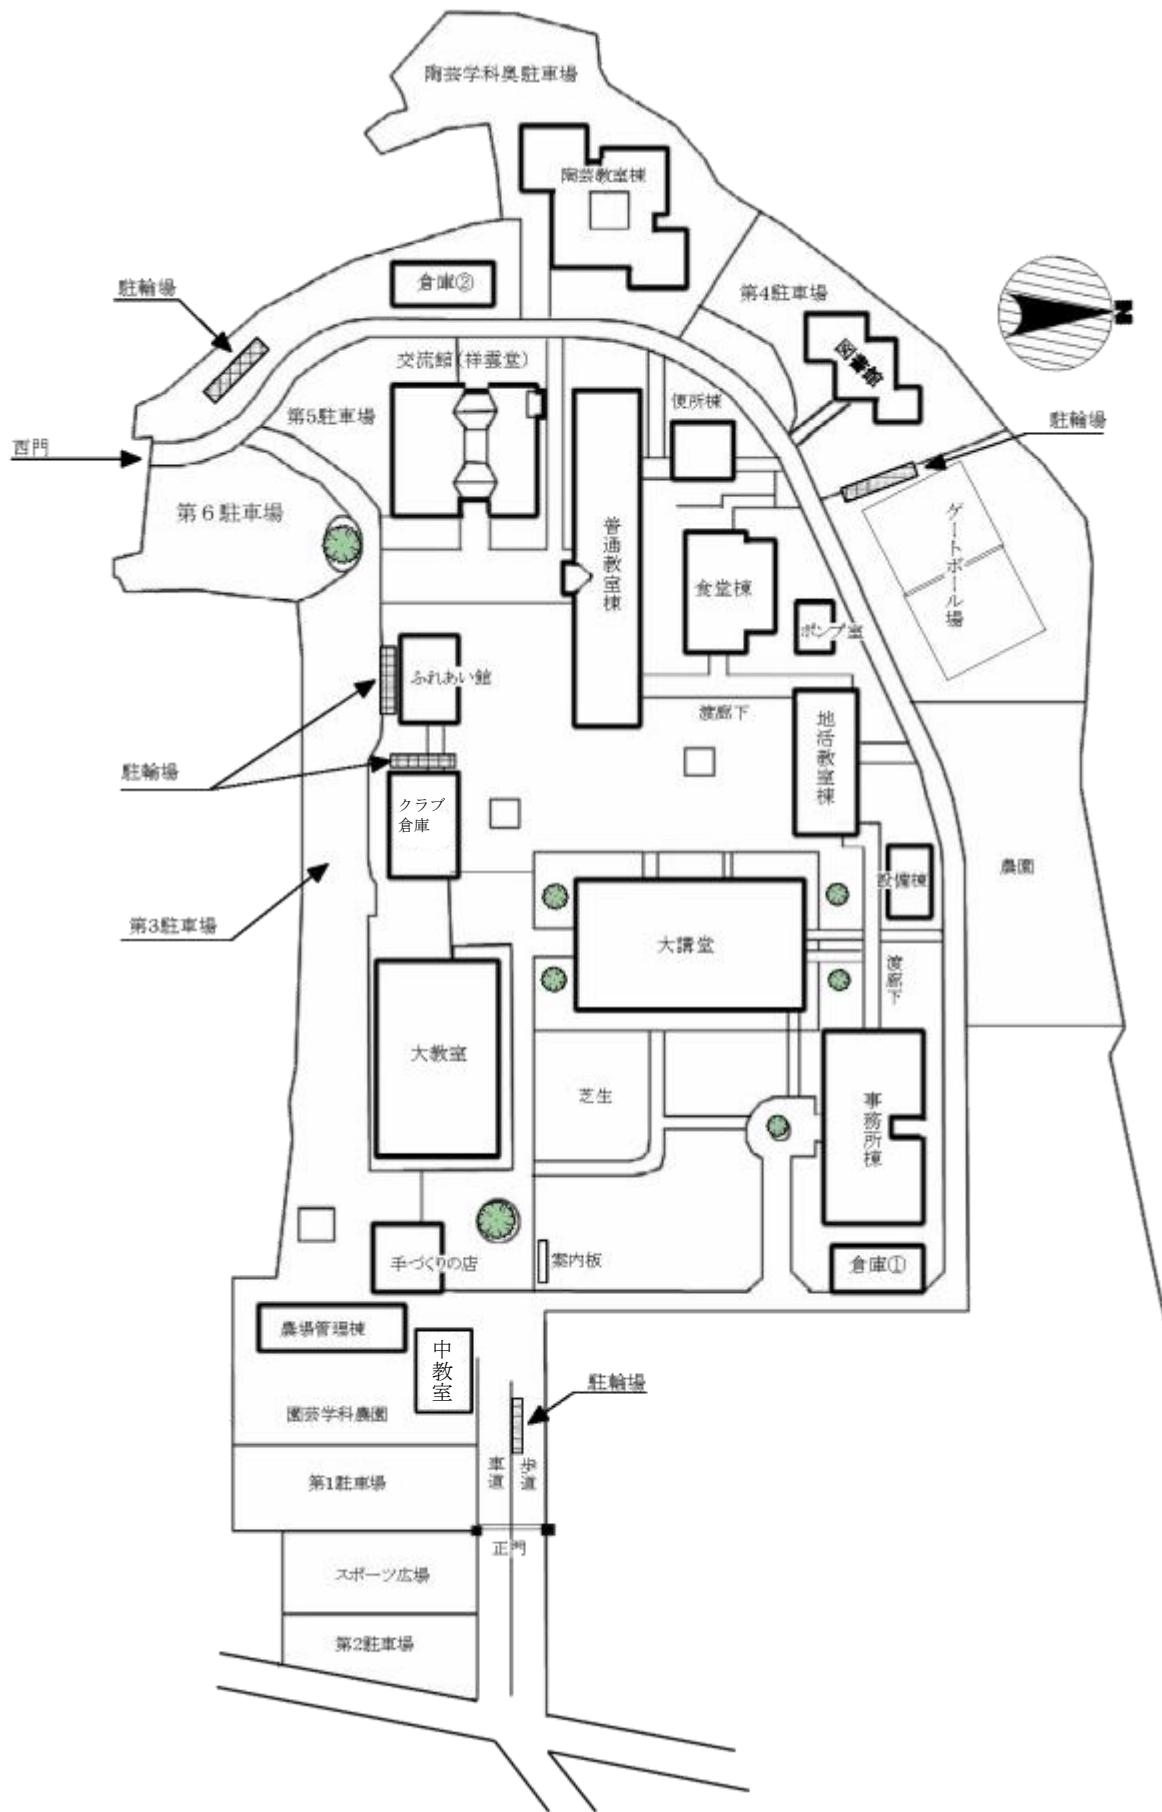 陶芸学科奥駐車場
陶芸教室棟
駐輪場
倉庫②
第4駐車場
N
図書館
交流館(祥雲堂)
第5駐車場
便所棟
駐輪場
西門
第6駐車場
普通教室棟
ゲートボール場
食堂棟
ポンプ室
ふれあい館
渡廊下
地活教室棟
駐輪場
クラブ
倉庫
設備棟
農園
第3駐車場
大講堂
渡廊下
大教室
芝生
事務所棟
手づくりの店
案内板
倉庫①
農場管理棟
中教室
駐輪場
園芸学科農園
車道
歩道
第1駐車場
正門
スポーツ広場
第2駐車場